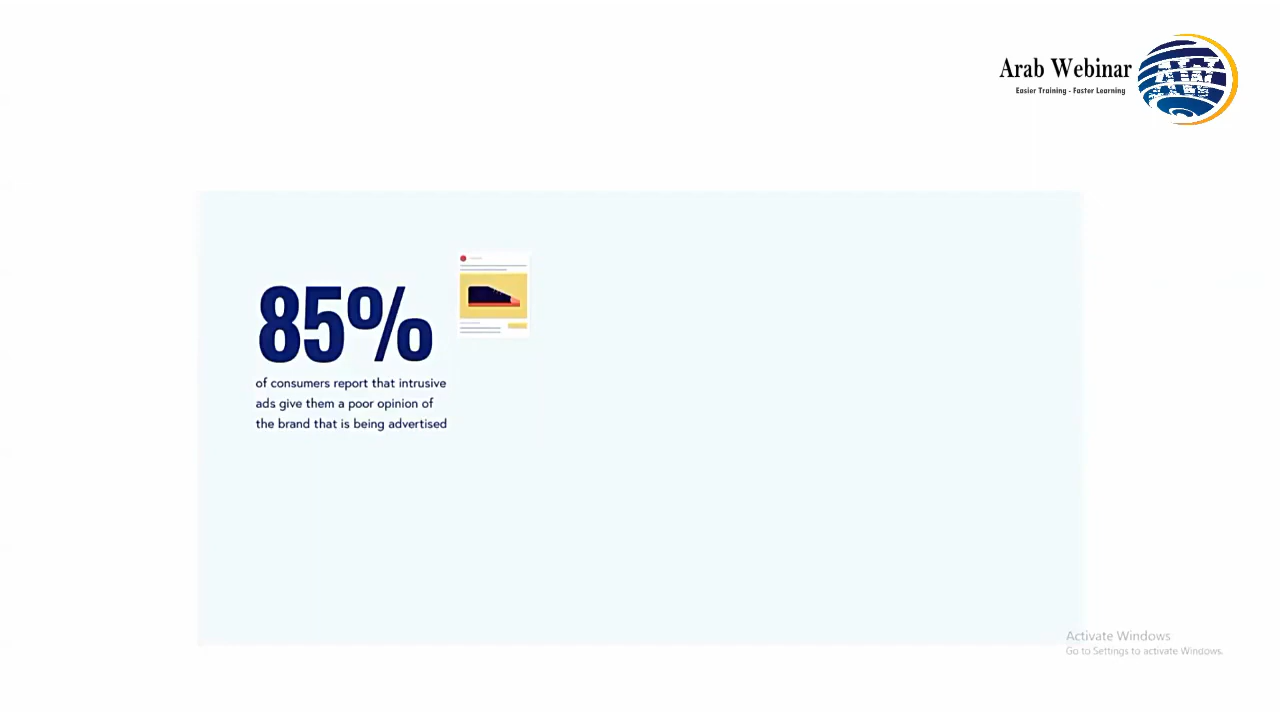 Arab Webinar
Easier Training - Faster Learning
85%
of consumers report that intrusive
ads give them a poor opinion of
the brand that is being advertised
Activate Windows
Go to Settings to activate Windows.